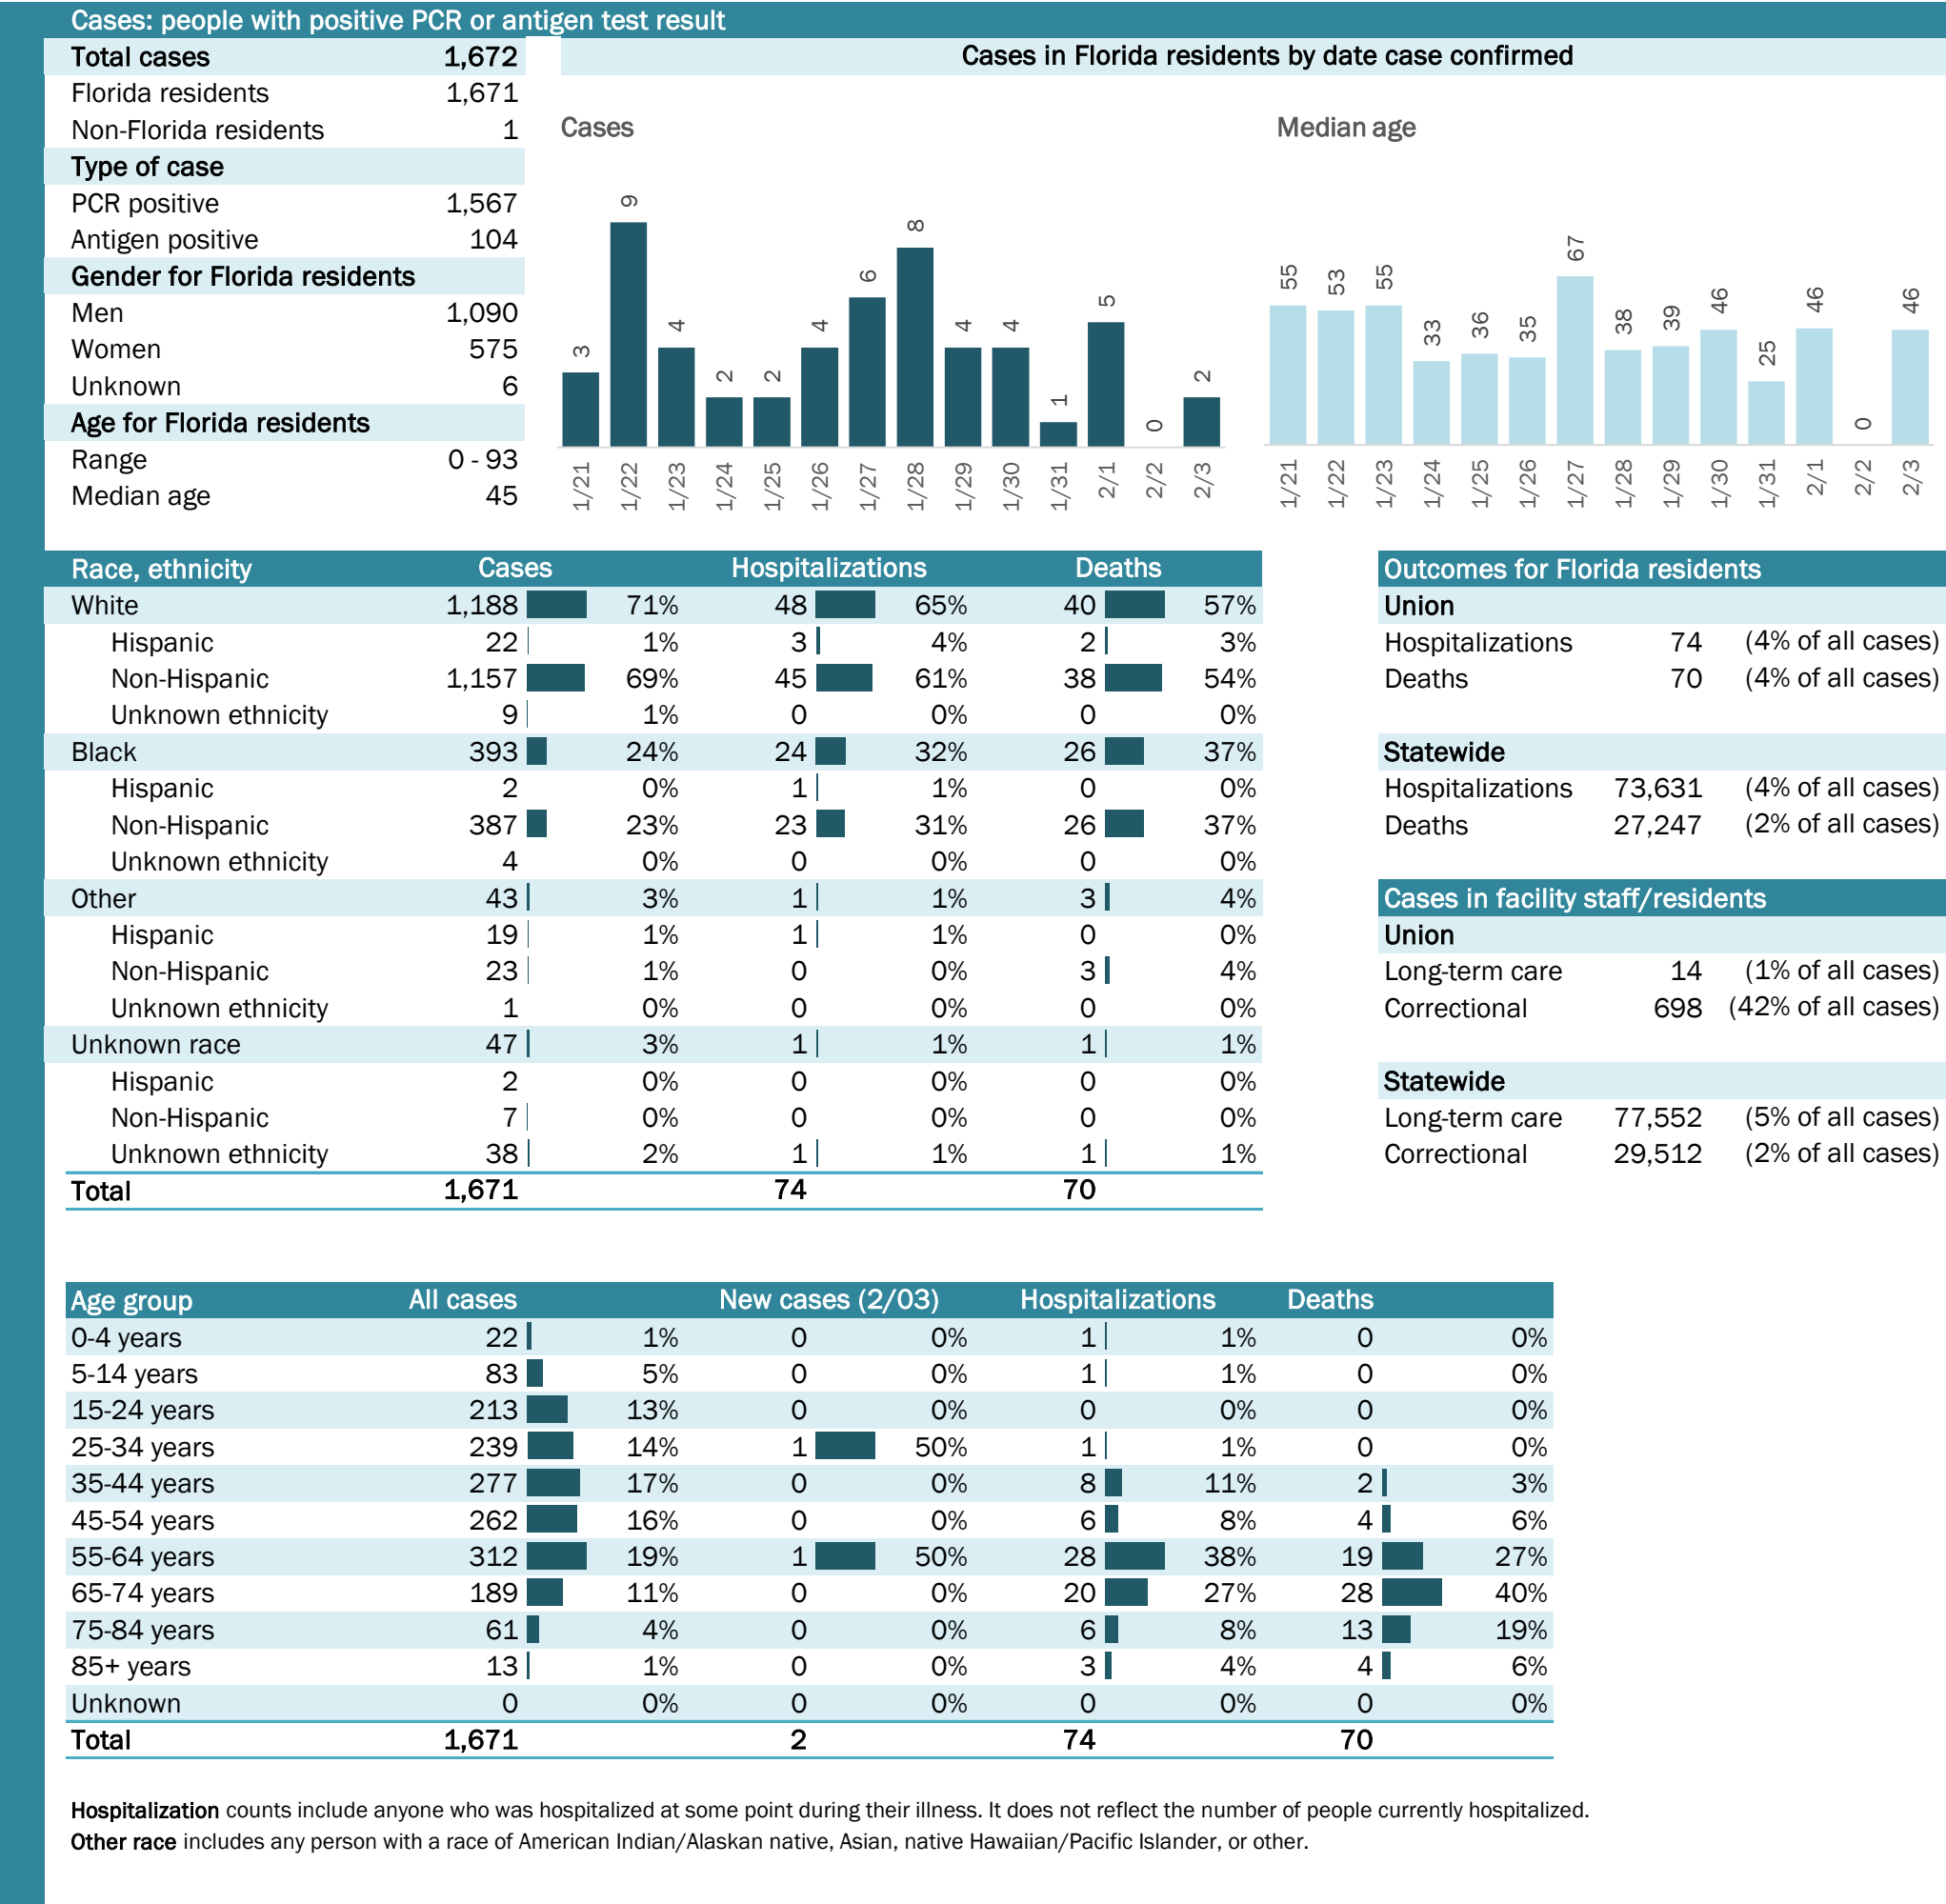 Cases: people with positive PCR or antigen test result
Total cases 1,672
Florida residents 1,671
Non-Florida residents 1
Type of case
PCR positive 1,567
Antigen positive 104
Gender for Florida residents
Men 1,090
Women 575
Unknown 6
Age for Florida residents
Range 0 - 93
Median age 45
Cases in Florida residents by date case confirmed
Cases
3 9 4 2 2 4 6 8 4 4 1 5 0 2
1/21 1/22 1/23 1/24 1/25 1/26 1/27 1/28 1/29 1/30 1/31 2/1 2/2 2/3
Median age
55 53 55 33 36 35 67 38 39 46 25 46 0 46
1/21 1/22 1/23 1/24 1/25 1/26 1/27 1/28 1/29 1/30 1/31 2/1 2/2 2/3
Race, ethnicity Cases Hospitalizations Deaths
White 1,188 71% 48 65% 40 57%
Hispanic 22 1% 3 4% 2 3%
Non-Hispanic 1,157 69% 45 61% 38 54%
Unknown ethnicity 9 1% 0 0% 0 0%
Black 393 24% 24 32% 26 37%
Hispanic 2 0% 1 1% 0 0%
Non-Hispanic 387 23% 23 31% 26 37%
Unknown ethnicity 4 0% 0 0% 0 0%
Other 43 3% 1 1% 3 4%
Hispanic 19 1% 1 1% 0 0%
Non-Hispanic 23 1% 0 0% 3 4%
Unknown ethnicity 1 0% 0 0% 0 0%
Unknown race 47 3% 1 1% 1 1%
Hispanic 2 0% 0 0% 0 0%
Non-Hispanic 7 0% 0 0% 0 0%
Unknown ethnicity 38 2% 1 1% 1 1%
Total 1,671 74 70
Outcomes for Florida residents
Union
Hospitalizations 74 (4% of all cases)
Deaths 70 (4% of all cases)
Statewide
Hospitalizations 73,631 (4% of all cases)
Deaths 27,247 (2% of all cases)
Cases in facility staff/residents
Union
Long-term care 14 (1% of all cases)
Correctional 698 (42% of all cases)
Statewide
Long-term care 77,552 (5% of all cases)
Correctional 29,512 (2% of all cases)
Age group All cases New cases (2/03) Hospitalizations Deaths
0-4 years 22 1% 0 0% 1 1% 0 0%
5-14 years 83 5% 0 0% 1 1% 0 0%
15-24 years 213 13% 0 0% 0 0% 0 0%
25-34 years 239 14% 1 50% 1 1% 0 0%
35-44 years 277 17% 0 0% 8 11% 2 3%
45-54 years 262 16% 0 0% 6 8% 4 6%
55-64 years 312 19% 1 50% 28 38% 19 27%
65-74 years 189 11% 0 0% 20 27% 28 40%
75-84 years 61 4% 0 0% 6 8% 13 19%
85+ years 13 1% 0 0% 3 4% 4 6%
Unknown 0 0% 0 0% 0 0% 0 0%
Total 1,671 2 74 70
Hospitalization counts include anyone who was hospitalized at some point during their illness. It does not reflect the number of people currently hospitalized.
Other race includes any person with a race of American Indian/Alaskan native, Asian, native Hawaiian/Pacific Islander, or other.